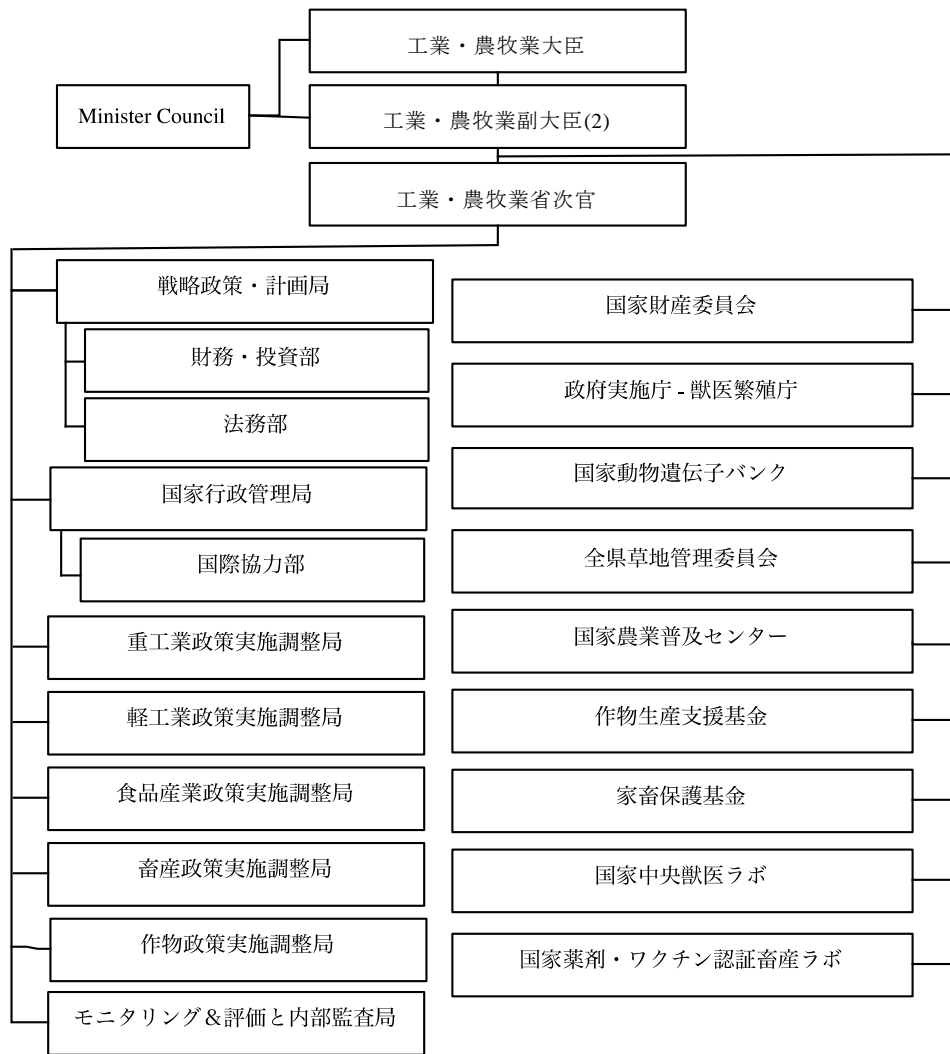 工業・農牧業大臣
Minister Council
工業・農牧業副大臣(2)
工業・農牧業省次官
戦略政策・計画局
財務・投資部
法務部
国家行政管理局
国際協力部
重工業政策実施調整局
軽工業政策実施調整局
食品産業政策実施調整局
畜産政策実施調整局
作物政策実施調整局
モニタリング＆評価と内部監査局
国家財産委員会
政府実施庁 - 獣医繁殖庁
国家動物遺伝子バンク
全県草地管理委員会
国家農業普及センター
作物生産支援基金
家畜保護基金
国家中央獣医ラボ
国家薬剤・ワクチン認証畜産ラボ